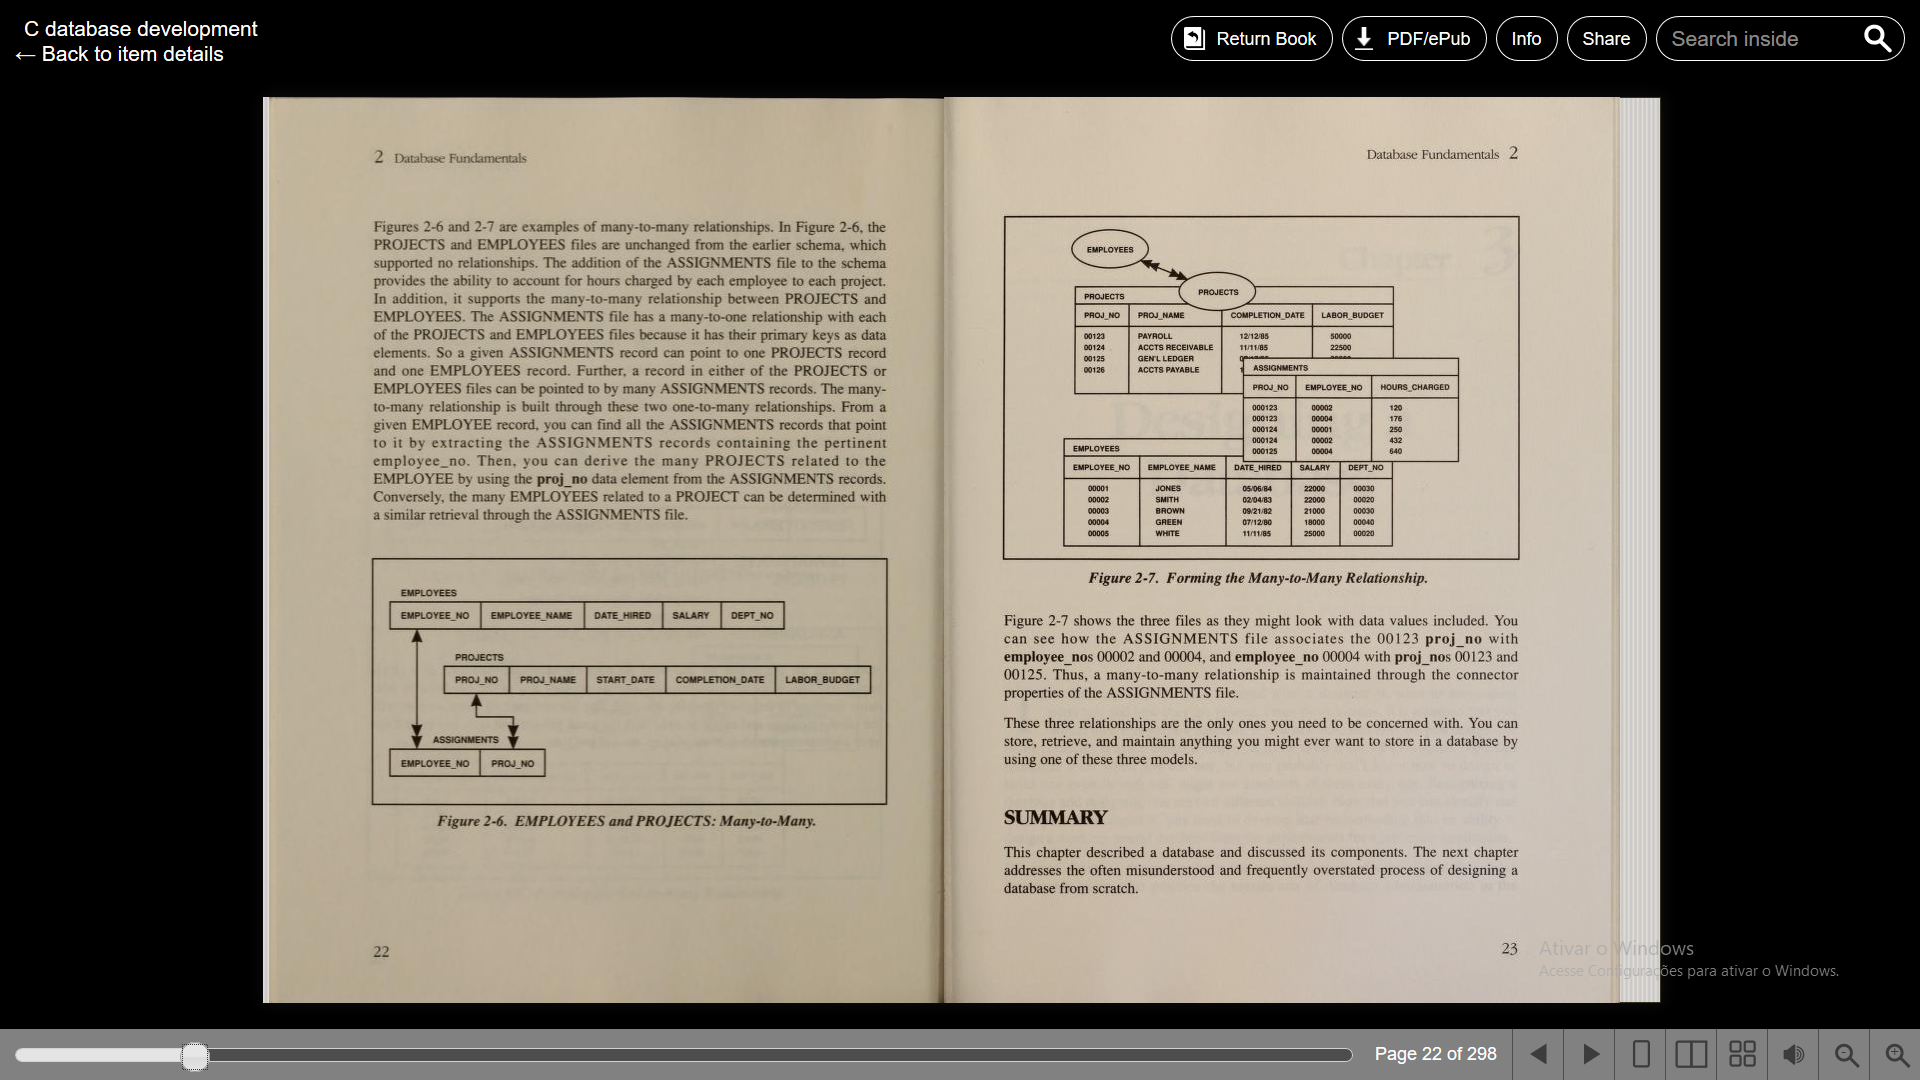 C database development
← Back to item details
Return Book
PDF/ePub
Info
Share
Search inside
2 Database Fundamentals
Figures 2-6 and 2-7 are examples of many-to-many relationships. In Figure 2-6, the
PROJECTS and EMPLOYEES files are unchanged from the earlier schema, which
supported no relationships. The addition of the ASSIGNMENTS file to the schema
provides the ability to account for hours charged by each employee to each project.
In addition, it supports the many-to-many relationship between PROJECTS and
EMPLOYEES. The ASSIGNMENTS file has a many-to-one relationship with each
of the PROJECTS and EMPLOYEES files because it has their primary keys as data
elements. So a given ASSIGNMENTS record can point to one PROJECTS record
and one EMPLOYEES record. Further, a record in either of the PROJECTS or
EMPLOYEES files can be pointed to by many ASSIGNMENTS records. The many-
to-many relationship is built through these two one-to-many relationships. From a
given EMPLOYEE record, you can find all the ASSIGNMENTS records that point
to it by extracting the ASSIGNMENTS records containing the pertinent
employee_no. Then, you can derive the many PROJECTS related to the
EMPLOYEE by using the proj_no data element from the ASSIGNMENTS records.
Conversely, the many EMPLOYEES related to a PROJECT can be determined with
a similar retrieval through the ASSIGNMENTS file.
EMPLOYEES
EMPLOYEE_NO EMPLOYEE_NAME DATE_HIRED SALARY DEPT_NO
PROJECTS
PROJ_NO PROJ_NAME START_DATE COMPLETION_DATE LABOR_BUDGET
ASSIGNMENTS
EMPLOYEE_NO PROJ_NO
Figure 2-6. EMPLOYEES and PROJECTS: Many-to-Many.
22
Database Fundamentals 2
EMPLOYEES
PROJECTS
PROJECTS
PROJ_NO PROJ_NAME COMPLETION_DATE LABOR_BUDGET
00123 PAYROLL 12/12/85 50000
00124 ACCTS RECEIVABLE 11/11/85 22500
00125 GEN'L LEDGER
00126 ACCTS PAYABLE
ASSIGNMENTS
PROJ_NO EMPLOYEE_NO HOURS_CHARGED
000123 00002 120
000123 00004 176
000124 00001 250
000124 00002 432
000125 00004 640
EMPLOYEES
EMPLOYEE_NO EMPLOYEE_NAME DATE_HIRED SALARY DEPT_NO
00001 JONES 05/06/84 22000 00030
00002 SMITH 02/04/83 22000 00020
00003 BROWN 09/21/82 21000 00030
00004 GREEN 07/12/80 18000 00040
00005 WHITE 11/11/85 25000 00020
Figure 2-7. Forming the Many-to-Many Relationship.
Figure 2-7 shows the three files as they might look with data values included. You
can see how the ASSIGNMENTS file associates the 00123 proj_no with
employee_nos 00002 and 00004, and employee_no 00004 with proj_nos 00123 and
00125. Thus, a many-to-many relationship is maintained through the connector
properties of the ASSIGNMENTS file.
These three relationships are the only ones you need to be concerned with. You can
store, retrieve, and maintain anything you might ever want to store in a database by
using one of these three models.
SUMMARY
This chapter described a database and discussed its components. The next chapter
addresses the often misunderstood and frequently overstated process of designing a
database from scratch.
23
Ativar o Windows
Acesse Configurações para ativar o Windows.
Page 22 of 298